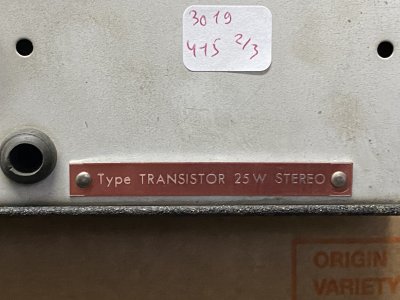 3019
415 2/3
Type TRANSISTOR 25 W STEREO
ORIGIN
VARIETY